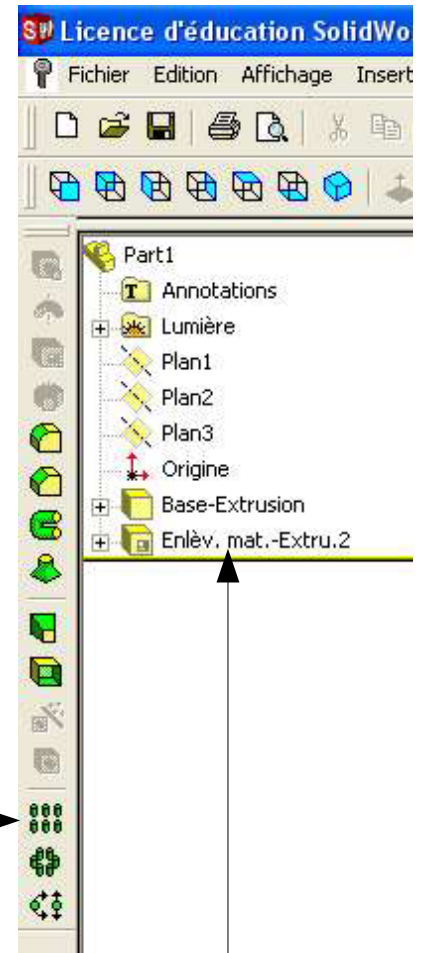 SW Licence d'éducation SolidWo
Fichier Edition Affichage Insert
Part1
T Annotations
Lumière
Plan1
Plan2
Plan3
Origine
Base-Extrusion
Enlèv. mat.-Extru.2